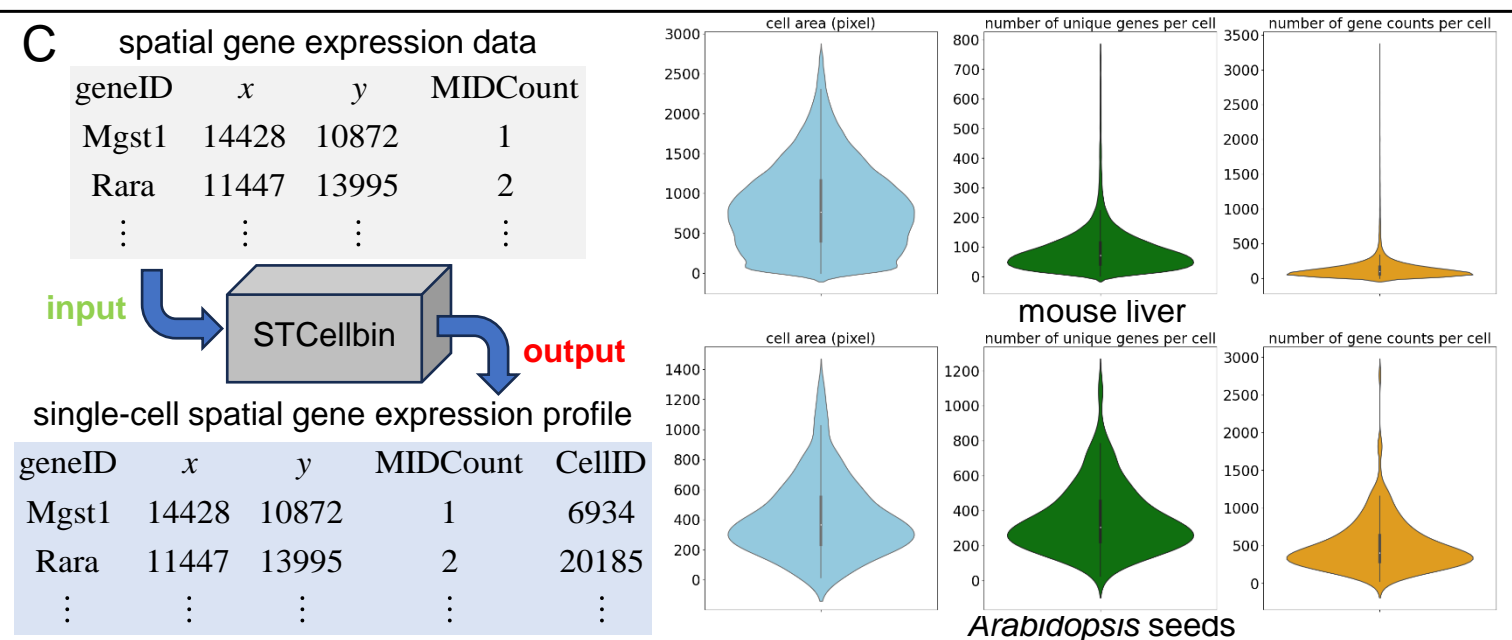 C
spatial gene expression data
geneID x y MIDCount
Mgst1 14428 10872 1
Rara 11447 13995 2
⋮ ⋮ ⋮ ⋮
input
STCellbin
output
single-cell spatial gene expression profile
geneID x y MIDCount CellID
Mgst1 14428 10872 1 6934
Rara 11447 13995 2 20185
⋮ ⋮ ⋮ ⋮ ⋮
cell area (pixel)
3000
2500
2000
1500
1000
500
0
number of unique genes per cell
800
700
600
500
400
300
200
100
0
number of gene counts per cell
3500
3000
2500
2000
1500
1000
500
0
mouse liver
cell area (pixel)
1400
1200
1000
800
600
400
200
0
number of unique genes per cell
1200
1000
800
600
400
200
0
number of gene counts per cell
3000
2500
2000
1500
1000
500
0
Arabidopsis seeds